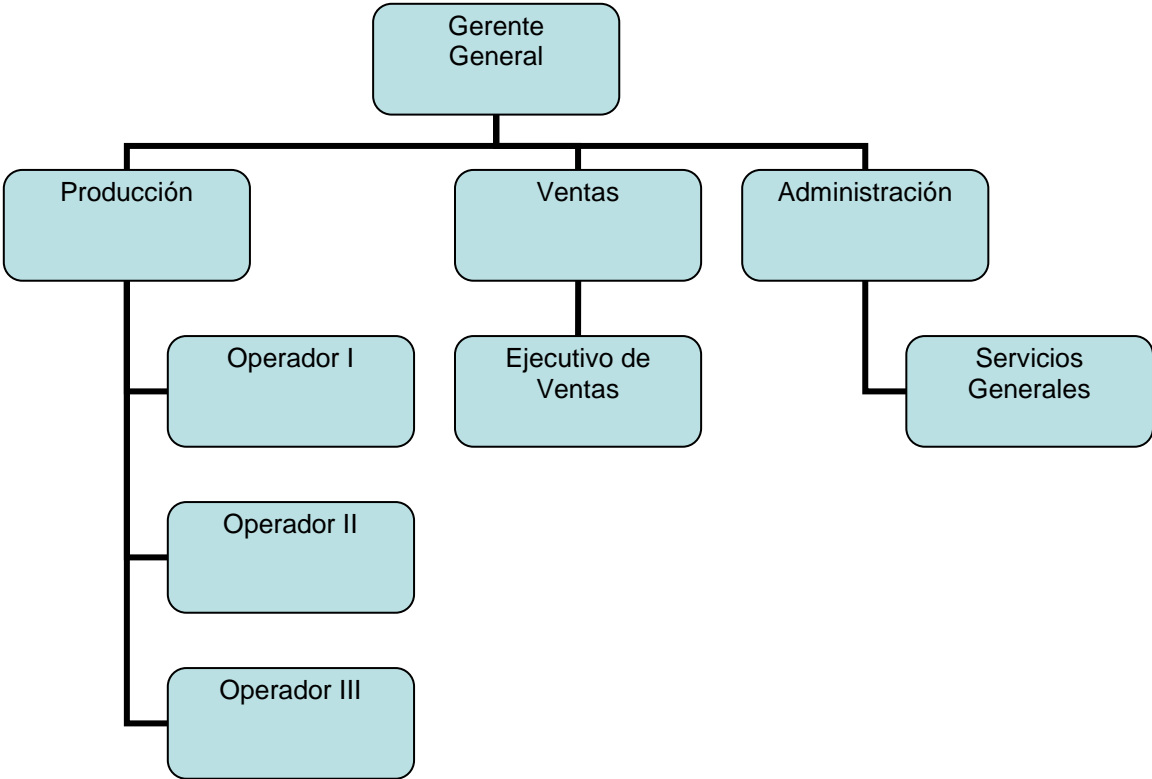 Gerente
General
Producción
Ventas
Administración
Operador I
Ejecutivo de
Ventas
Servicios
Generales
Operador II
Operador III